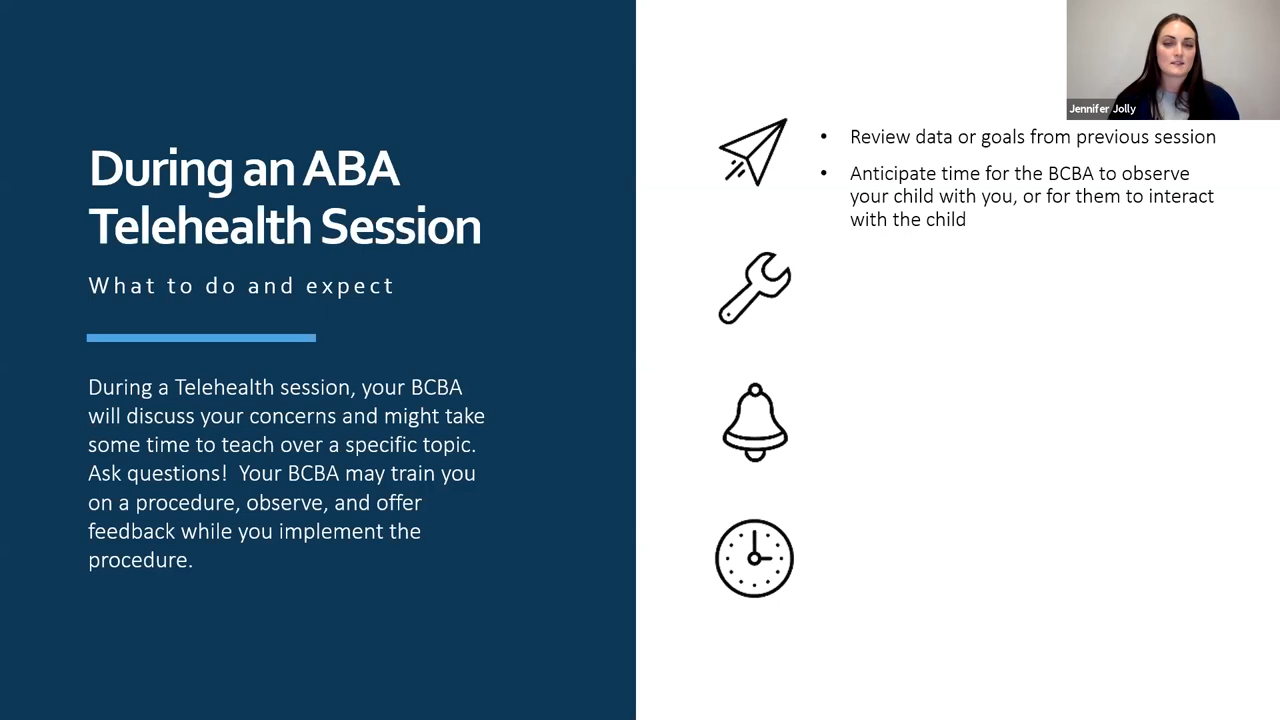 During an ABA
Telehealth Session
What to do and expect
During a Telehealth session, your BCBA
will discuss your concerns and might take
some time to teach over a specific topic.
Ask questions!  Your BCBA may train you
on a procedure, observe, and offer
feedback while you implement the
procedure.
Jennifer Jolly
• Review data or goals from previous session
• Anticipate time for the BCBA to observe
your child with you, or for them to interact
with the child